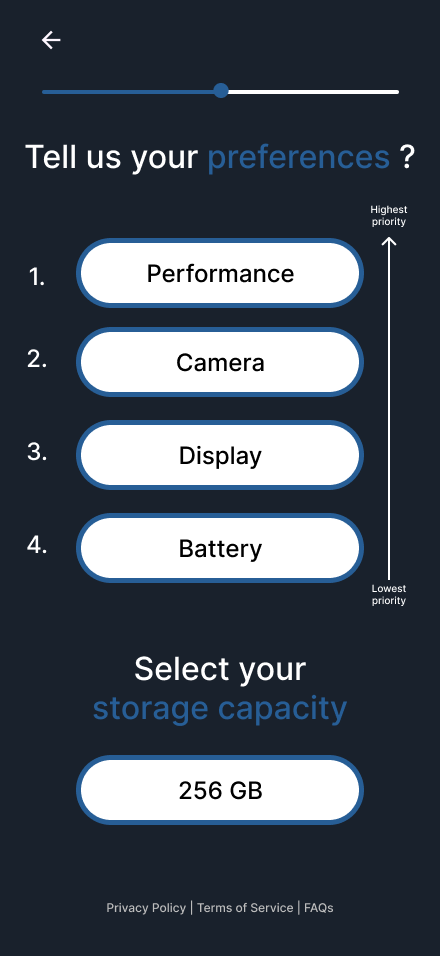 Tell us your preferences ?
Highest
priority
1.
Performance
2.
Camera
3.
Display
4.
Battery
Lowest
priority
Select your
storage capacity
256 GB
Privacy Policy | Terms of Service | FAQs